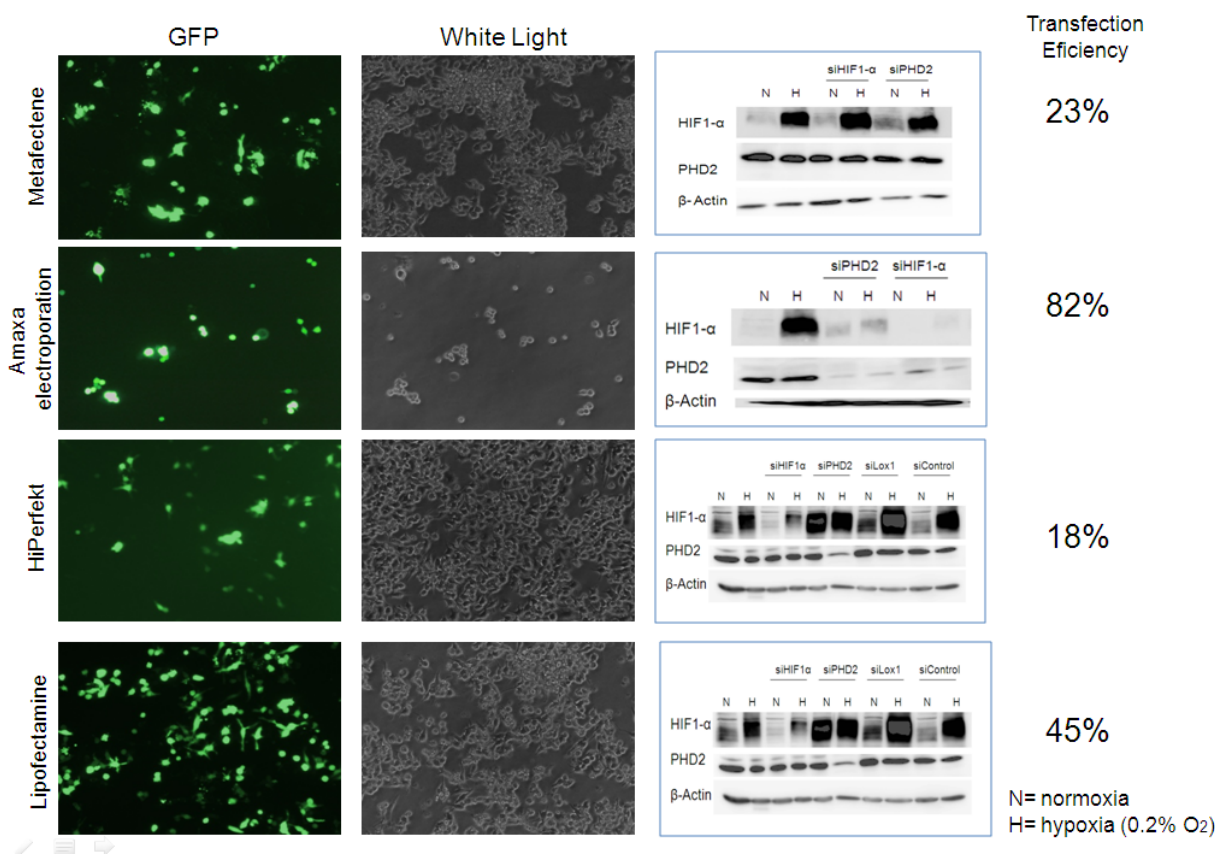 GFP
White Light
Transfection
Eficiency
Metafectene
siHIF1-α siPHD2
N H N H N H
HIF1-α
PHD2
β- Actin
23%
Amaxa
electroporation
siPHD2 siHIF1-α
N H N H N H
HIF1-α
PHD2
β-Actin
82%
HiPerfekt
siHIF1α siPHD2 siLox1 siControl
N H N H N H N H N H
HIF1-α
PHD2
β-Actin
18%
Lipofectamine
siHIF1α siPHD2 siLox1 siControl
N H N H N H N H N H
HIF1-α
PHD2
β-Actin
45%
N= normoxia
H= hypoxia (0.2% O2)